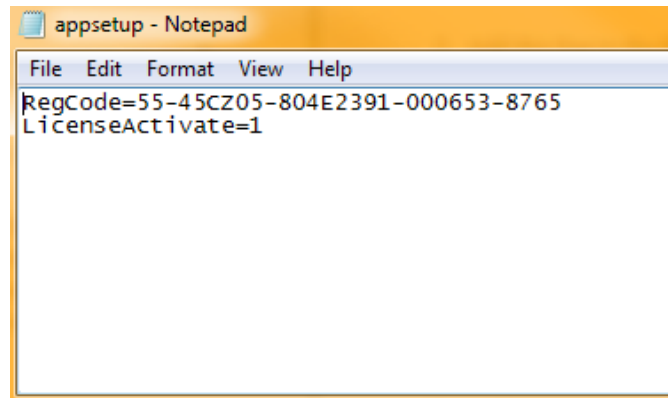 appsetup - Notepad
File Edit Format View Help
RegCode=55-45CZ05-804E2391-000653-8765
LicenseActivate=1